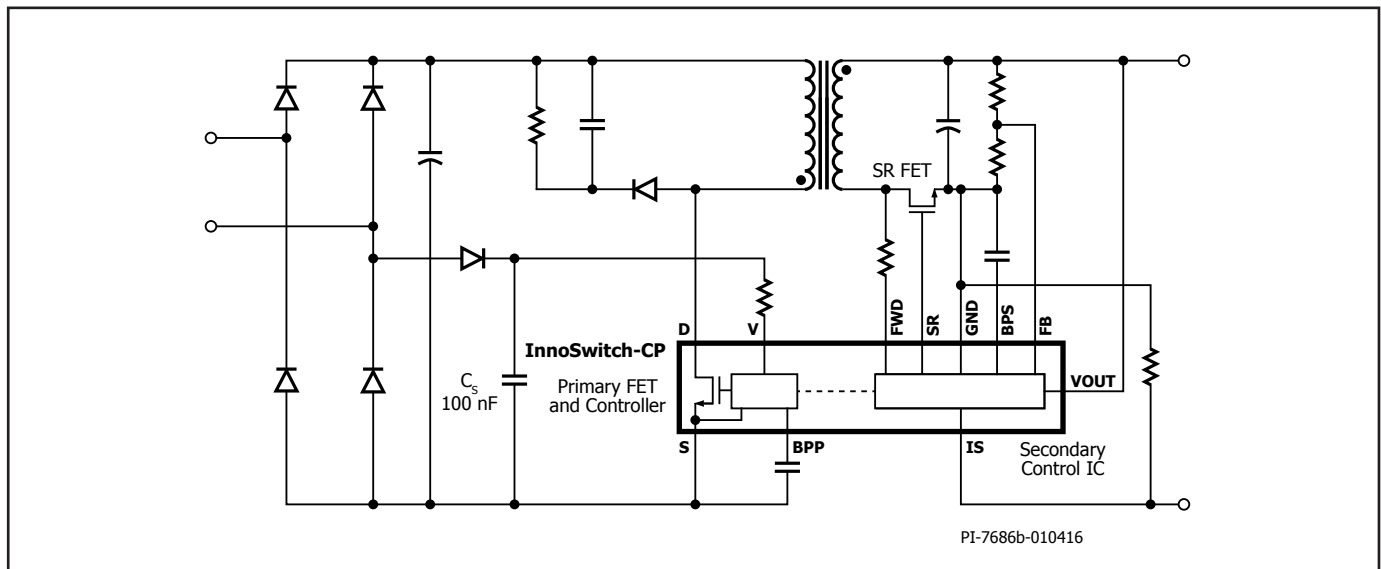 SR FET
FWD
SR
GND
BPS
FB
D
V
InnoSwitch-CP
Primary FET
and Controller
C_S
100 nF
VOUT
S
BPP
IS
Secondary
Control IC
PI-7686b-010416